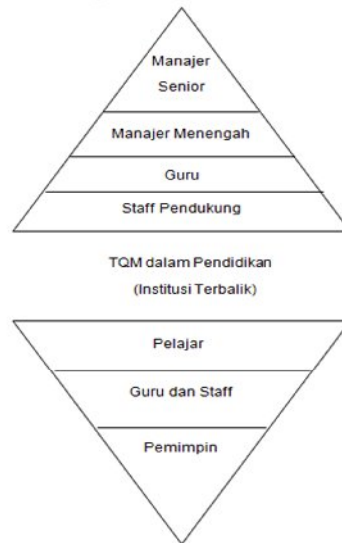 Manajer
Senior
Manajer Menengah
Guru
Staff Pendukung
TQM dalam Pendidikan
(Institusi Terbalik)
Pelajar
Guru dan Staff
Pemimpin